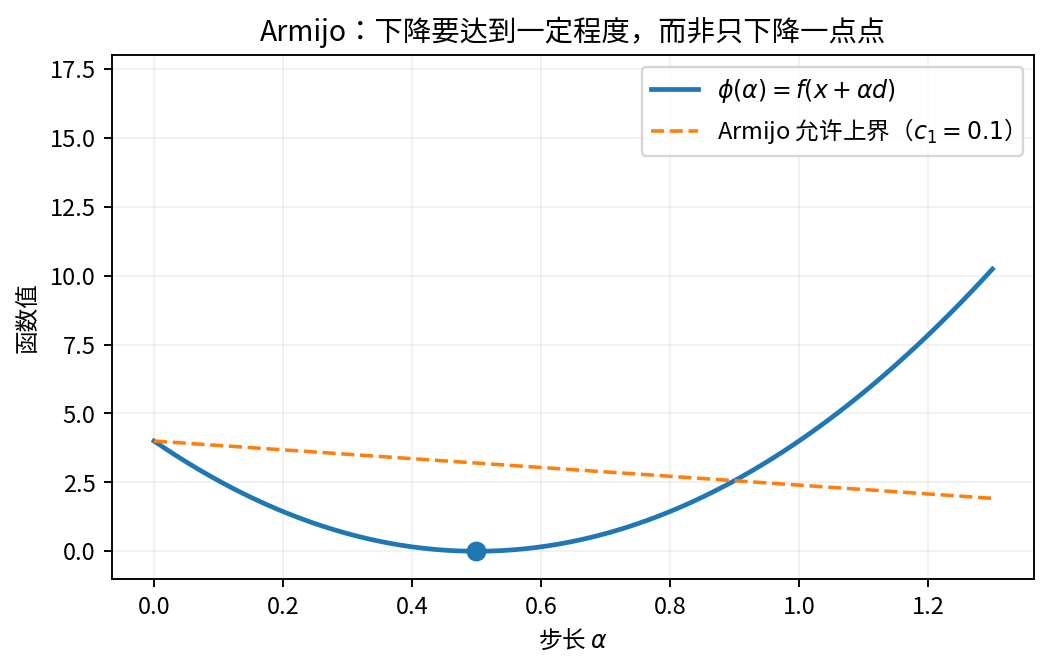 Armijo：下降要达到一定程度，而非只下降一点点
ϕ(α) = f(x + αd)
Armijo 允许上界（c₁ = 0.1）
函数值
17.5
15.0
12.5
10.0
7.5
5.0
2.5
0.0
0.0 0.2 0.4 0.6 0.8 1.0 1.2
步长 α